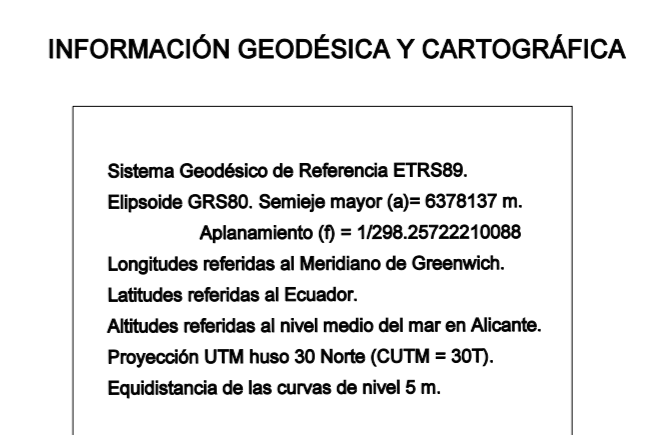 INFORMACIÓN GEODÉSICA Y CARTOGRÁFICA
Sistema Geodésico de Referencia ETRS89.
Elipsoide GRS80. Semieje mayor (a)= 6378137 m.
Aplanamiento (f) = 1/298.25722210088
Longitudes referidas al Meridiano de Greenwich.
Latitudes referidas al Ecuador.
Altitudes referidas al nivel medio del mar en Alicante.
Proyección UTM huso 30 Norte (CUTM = 30T).
Equidistancia de las curvas de nivel 5 m.